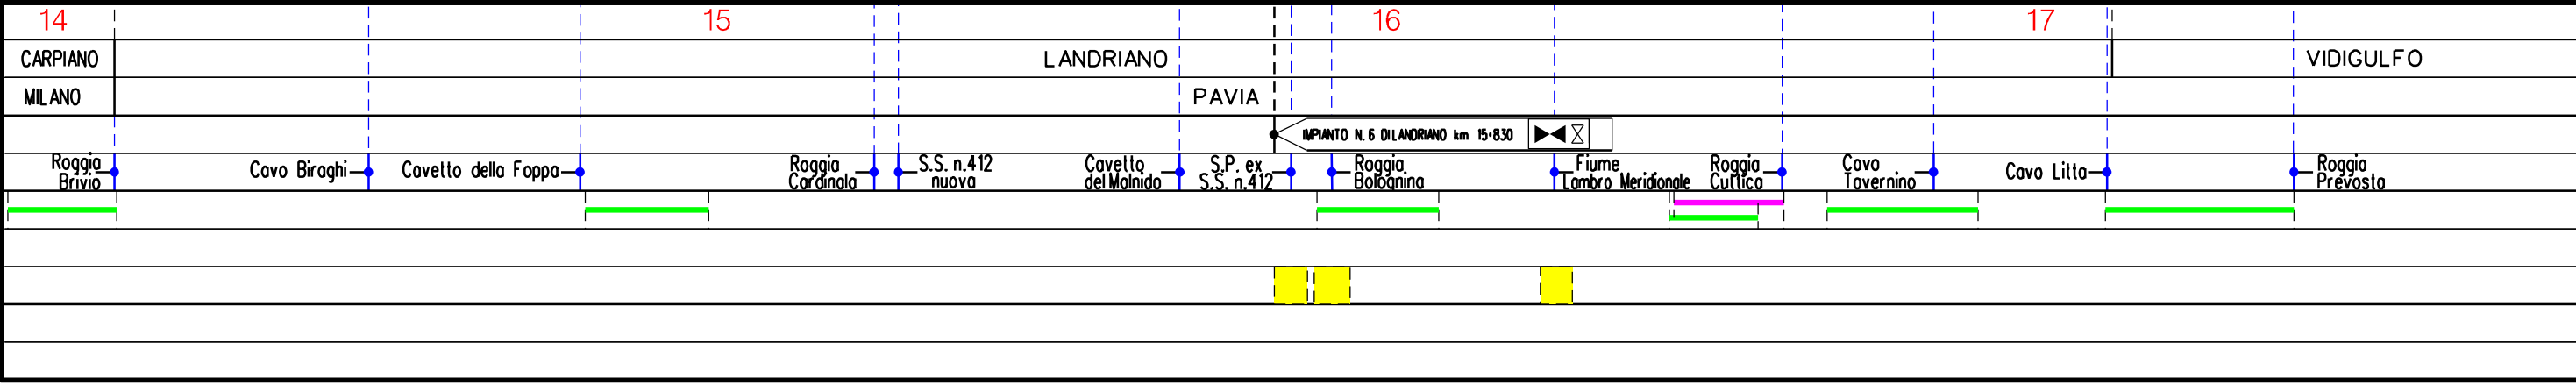 14 15 16 17
CARPIANO LANDRIANO VIDIGULFO
MILANO PAVIA
IMPIANTO N. 6 DI LANDRIANO km 15+830
Roggia
Brivio
Cavo Biraghi
Cavetto della Foppa
Roggia
Cardinala
S.S. n.412
nuova
Cavetto
del Malnido
S.P. ex
S.S. n.412
Roggia
Bolognina
Fiume
Lambro Meridionale
Roggia
Cuttica
Cavo
Tavernino
Cavo Litta
Roggia
Prevosta